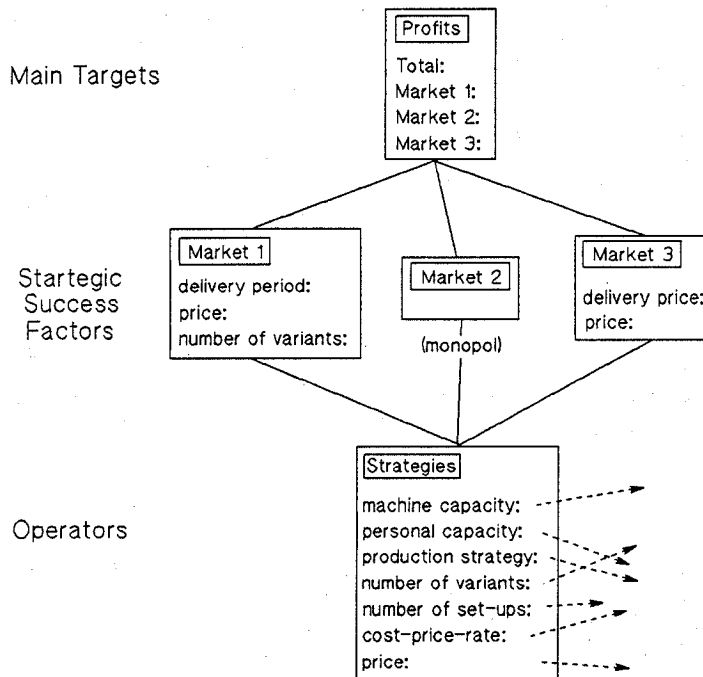 Profits
Main Targets
Total:
Market 1:
Market 2:
Market 3:
Startegic
Success
Factors
Market 1
delivery period:
price:
number of variants:
Market 2
(monopol)
Market 3
delivery price:
price:
Operators
Strategies
machine capacity:
personal capacity:
production strategy:
number of variants:
number of set-ups:
cost-price-rate:
price: